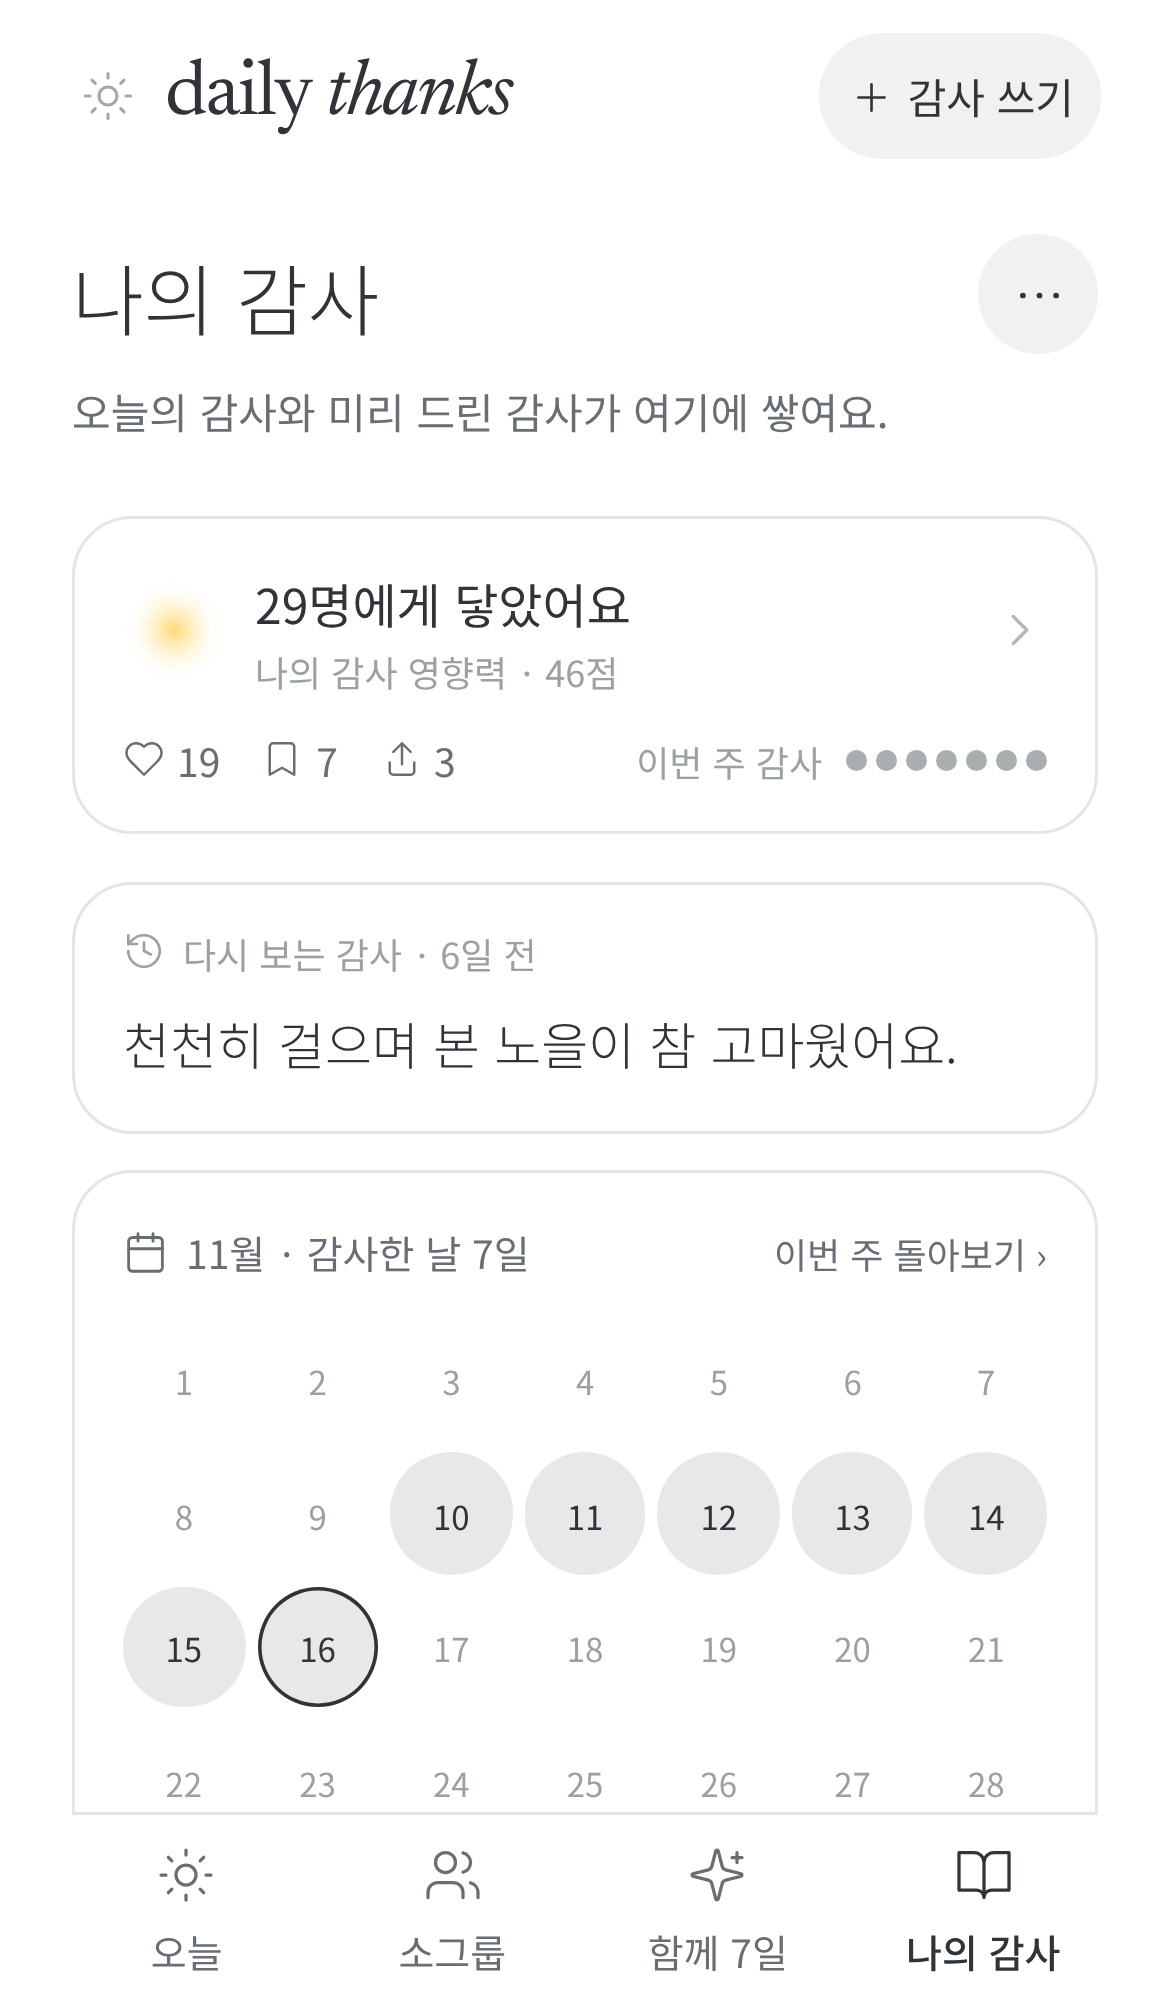 daily thanks
+ 감사 쓰기
나의 감사
...
오늘의 감사와 미리 드린 감사가 여기에 쌓여요.
29명에게 닿았어요
나의 감사 영향력 · 46점
19 7 3 이번 주 감사
다시 보는 감사 · 6일 전
천천히 걸으며 본 노을이 참 고마웠어요.
11월 · 감사한 날 7일 이번 주 돌아보기 ›
1 2 3 4 5 6 7
8 9 10 11 12 13 14
15 16 17 18 19 20 21
22 23 24 25 26 27 28
오늘 소그룹 함께 7일 나의 감사